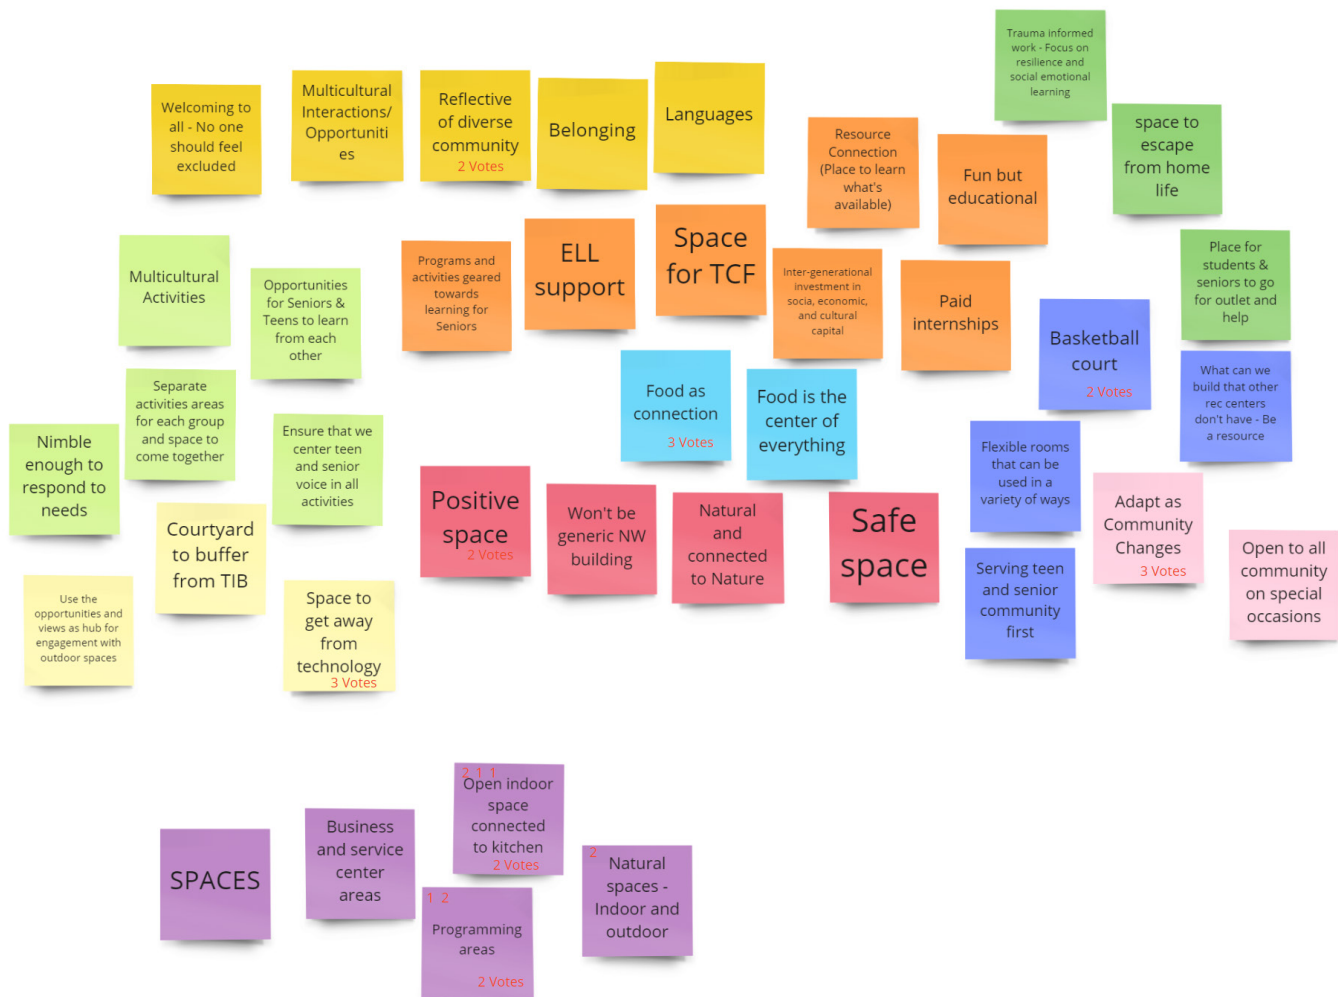 Welcoming to
all - No one
should feel
excluded
Multicultural
Interactions/
Opportuniti
es
Reflective
of diverse
community
2 Votes
Belonging
Languages
Trauma informed
work - Focus on
resilience and
social emotional
learning
space to
escape
from home
life
Resource
Connection
(Place to learn
what's
available)
Fun but
educational
Multicultural
Activities
Opportunities
for Seniors &
Teens to learn
from each
other
Programs and
activities geared
towards
learning for
Seniors
ELL
support
Space
for TCF
Inter-generational
investment in
socia, economic,
and cultural
capital
Paid
internships
Place for
students &
seniors to go
for outlet and
help
Basketball
court
2 Votes
What can we
build that other
rec centers
don't have - Be
a resource
Separate
activities areas
for each group
and space to
come together
Nimble
enough to
respond to
needs
Ensure that we
center teen
and senior
voice in all
activities
Food as
connection
3 Votes
Food is the
center of
everything
Flexible rooms
that can be
used in a
variety of ways
Adapt as
Community
Changes
3 Votes
Open to all
community
on special
occasions
Courtyard
to buffer
from TIB
Use the
opportunities and
views as hub for
engagement with
outdoor spaces
Space to
get away
from
technology
3 Votes
Positive
space
2 Votes
Won't be
generic NW
building
Natural
and
connected
to Nature
Safe
space
Serving teen
and senior
community
first
SPACES
Business
and service
center
areas
2 1 1
Open indoor
space
connected
to kitchen
2 Votes
1 2
Programming
areas
2 Votes
2
Natural
spaces -
Indoor and
outdoor